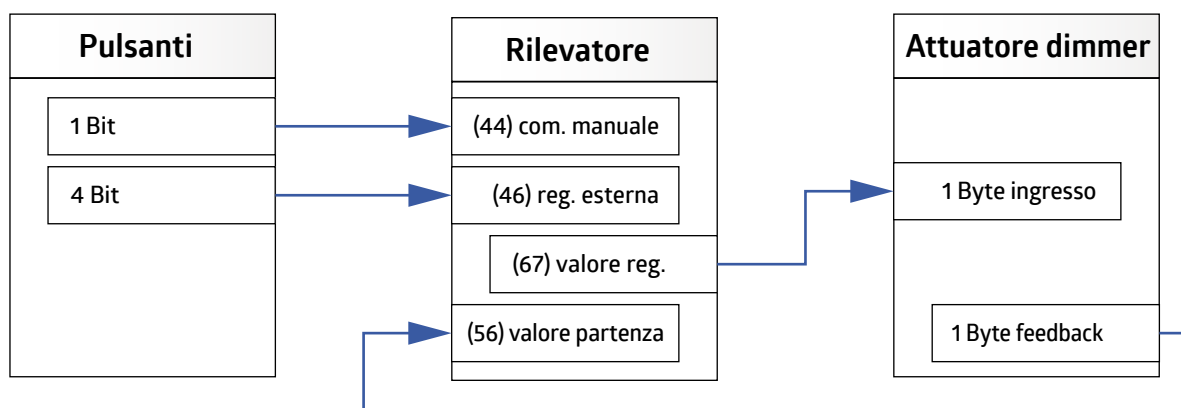 Pulsanti
1 Bit
4 Bit
Rilevatore
(44) com. manuale
(46) reg. esterna
(67) valore reg.
(56) valore partenza
Attuatore dimmer
1 Byte ingresso
1 Byte feedback